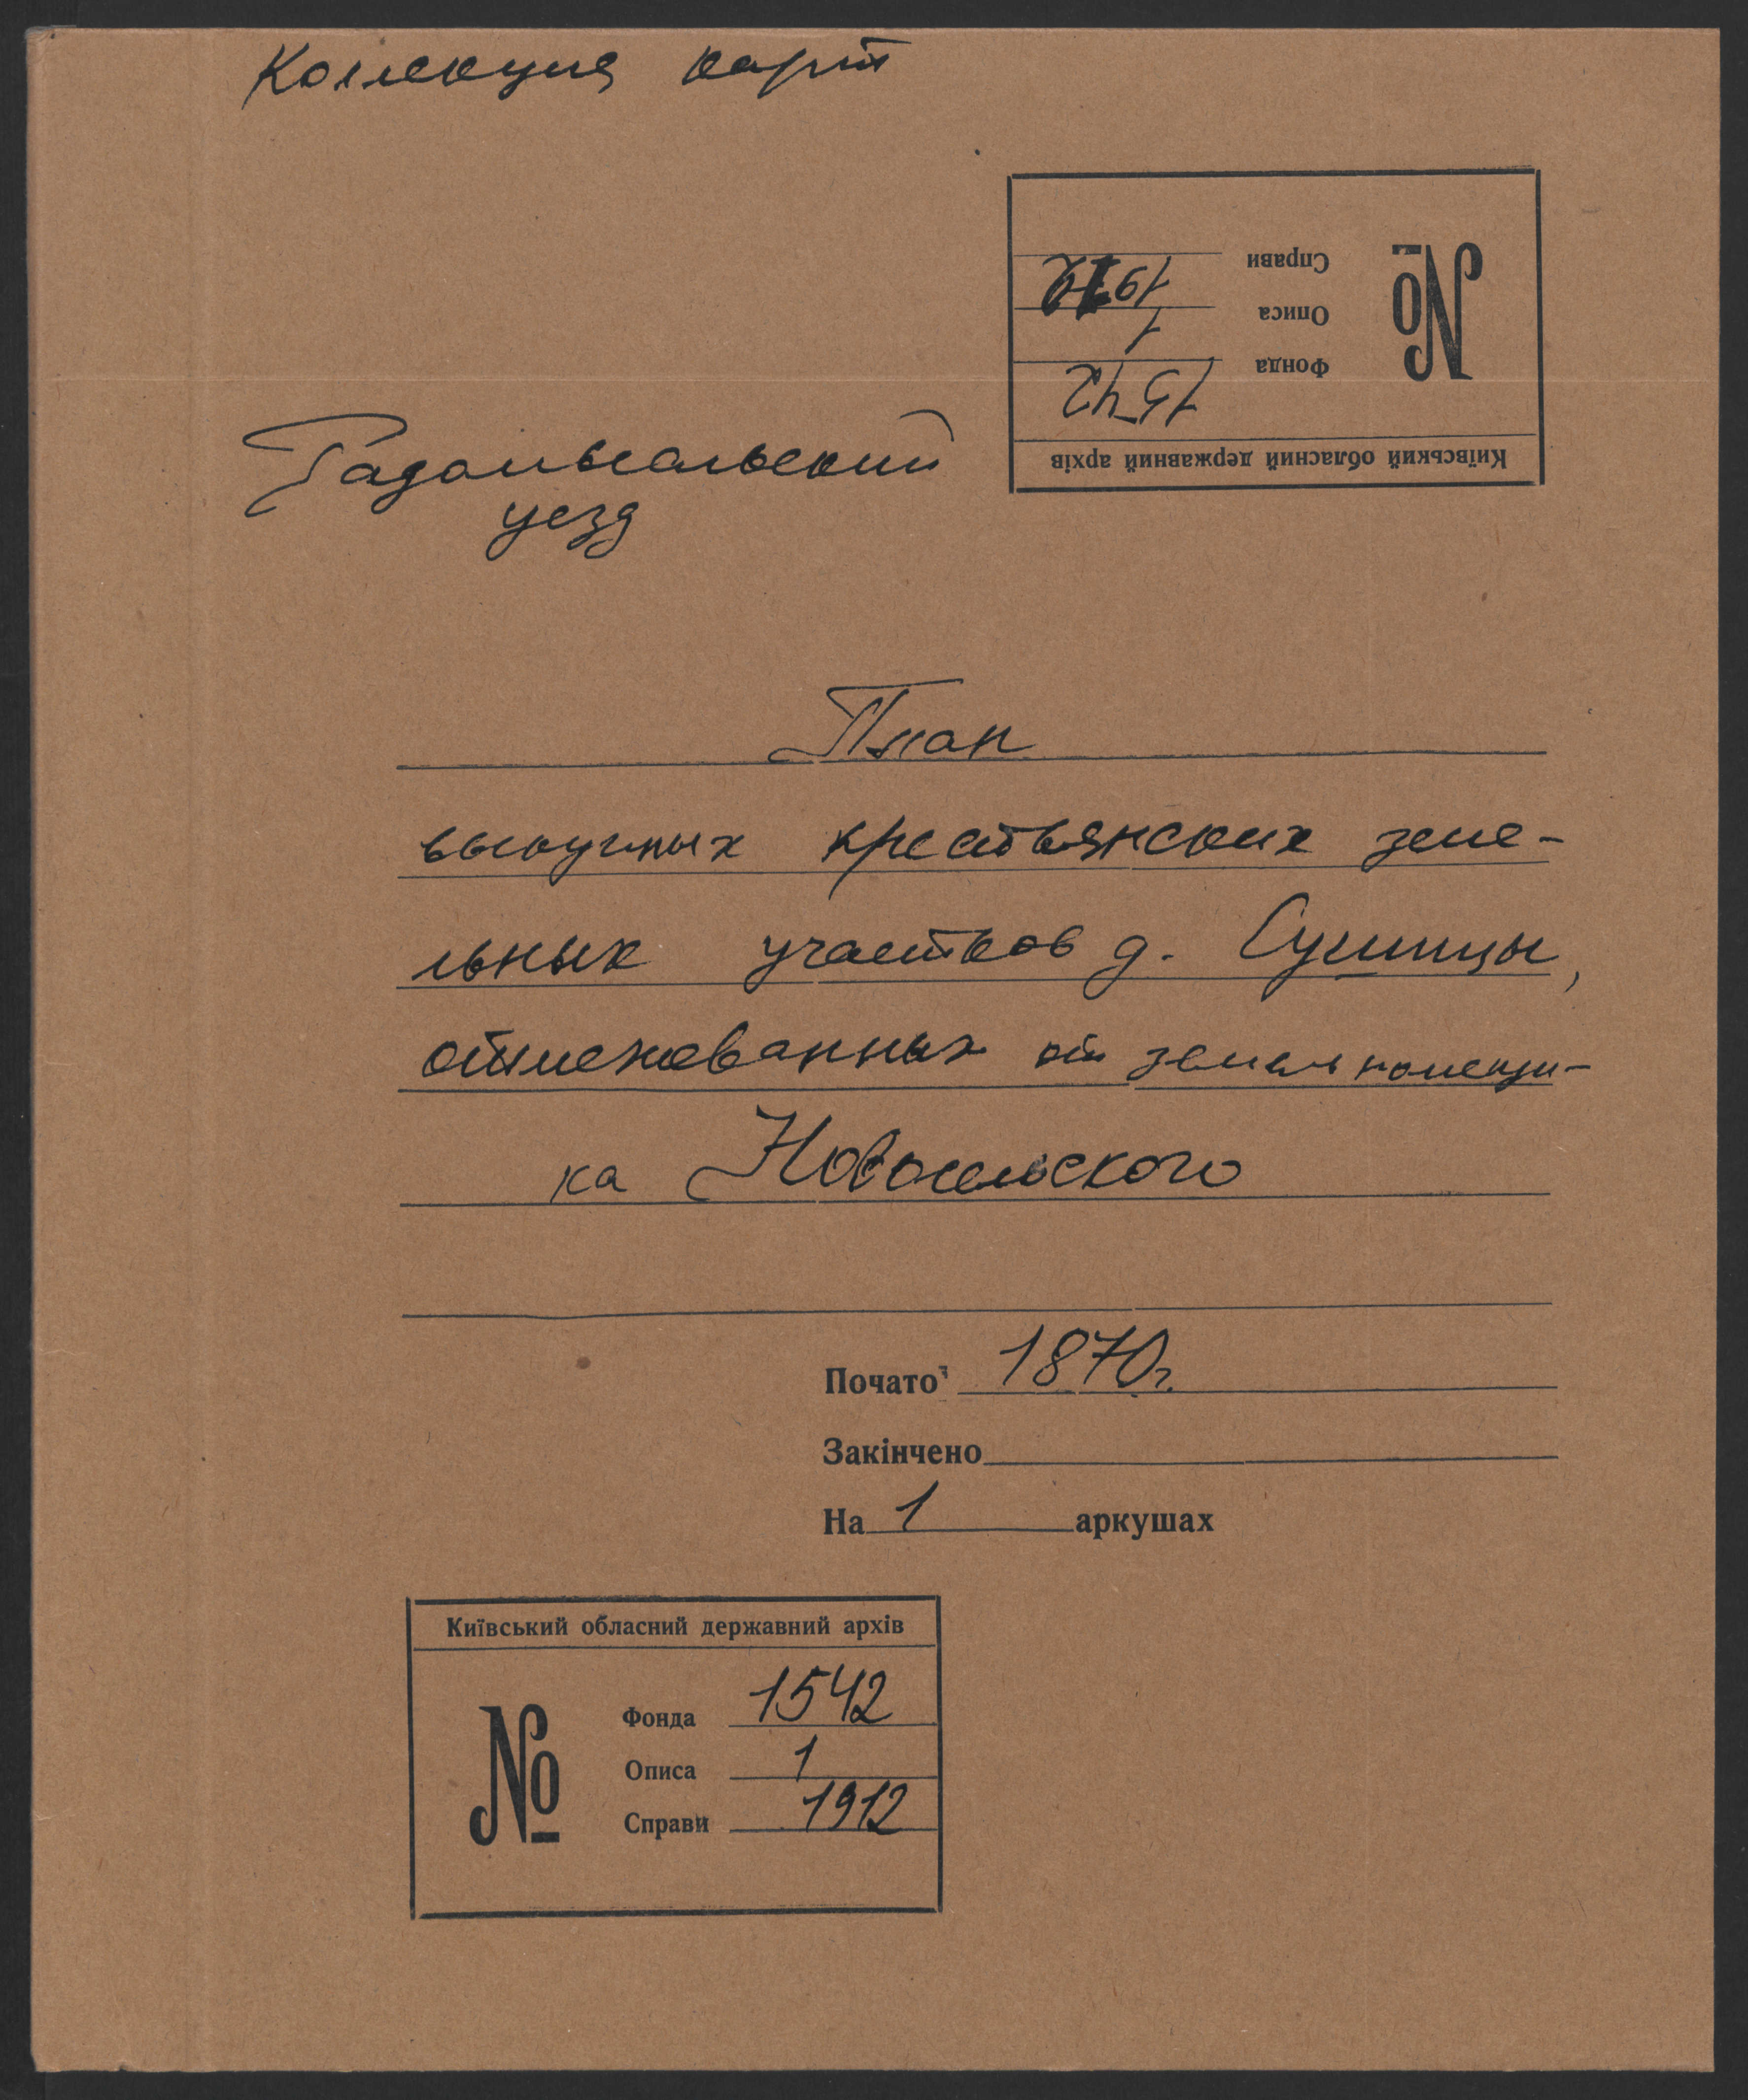 Коллекция карт
Київський обласний державний архів
№
Фонда 1542
Описа 1
Справи 1912
Радомысльский
уезд
План
выкупных крестьянских земе-
льных участков д. Сушицы,
отмежеванных от земель помещи-
ка Новосельского
Почато 1870г.
Закінчено
На 1 аркушах
Київський обласний державний архів
№
Фонда 1542
Описа 1
Справи 1912